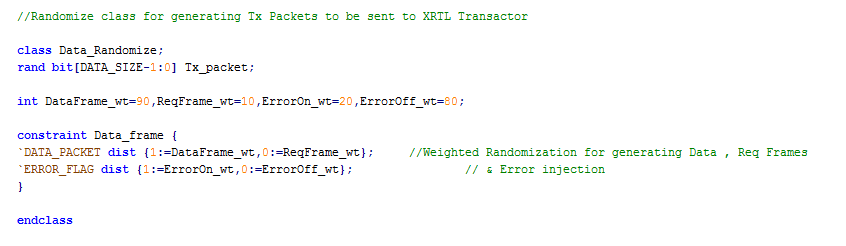 //Randomize class for generating Tx Packets to be sent to XRTL Transactor
class Data_Randomize;
rand bit[DATA_SIZE-1:0] Tx_packet;
int DataFrame_wt=90,ReqFrame_wt=10,ErrorOn_wt=20,ErrorOff_wt=80;
constraint Data_frame {
`DATA_PACKET dist {1:=DataFrame_wt,0:=ReqFrame_wt}; //Weighted Randomization for generating Data , Req Frames
`ERROR_FLAG dist {1:=ErrorOn_wt,0:=ErrorOff_wt}; // & Error injection
}
endclass